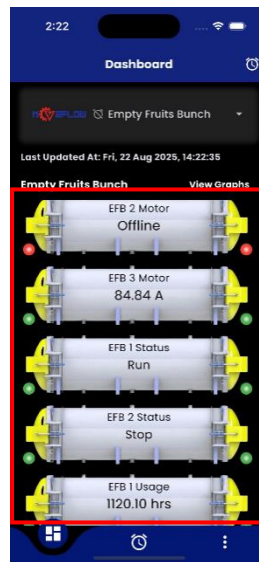 2:22
Dashboard
Empty Fruits Bunch
Last Updated At: Fri, 22 Aug 2025, 14:22:35
Empty Fruits Bunch View Graphs
EFB 2 Motor
Offline
EFB 3 Motor
84.84 A
EFB 1 Status
Run
EFB 2 Status
Stop
EFB 1 Usage
1120.10 hrs